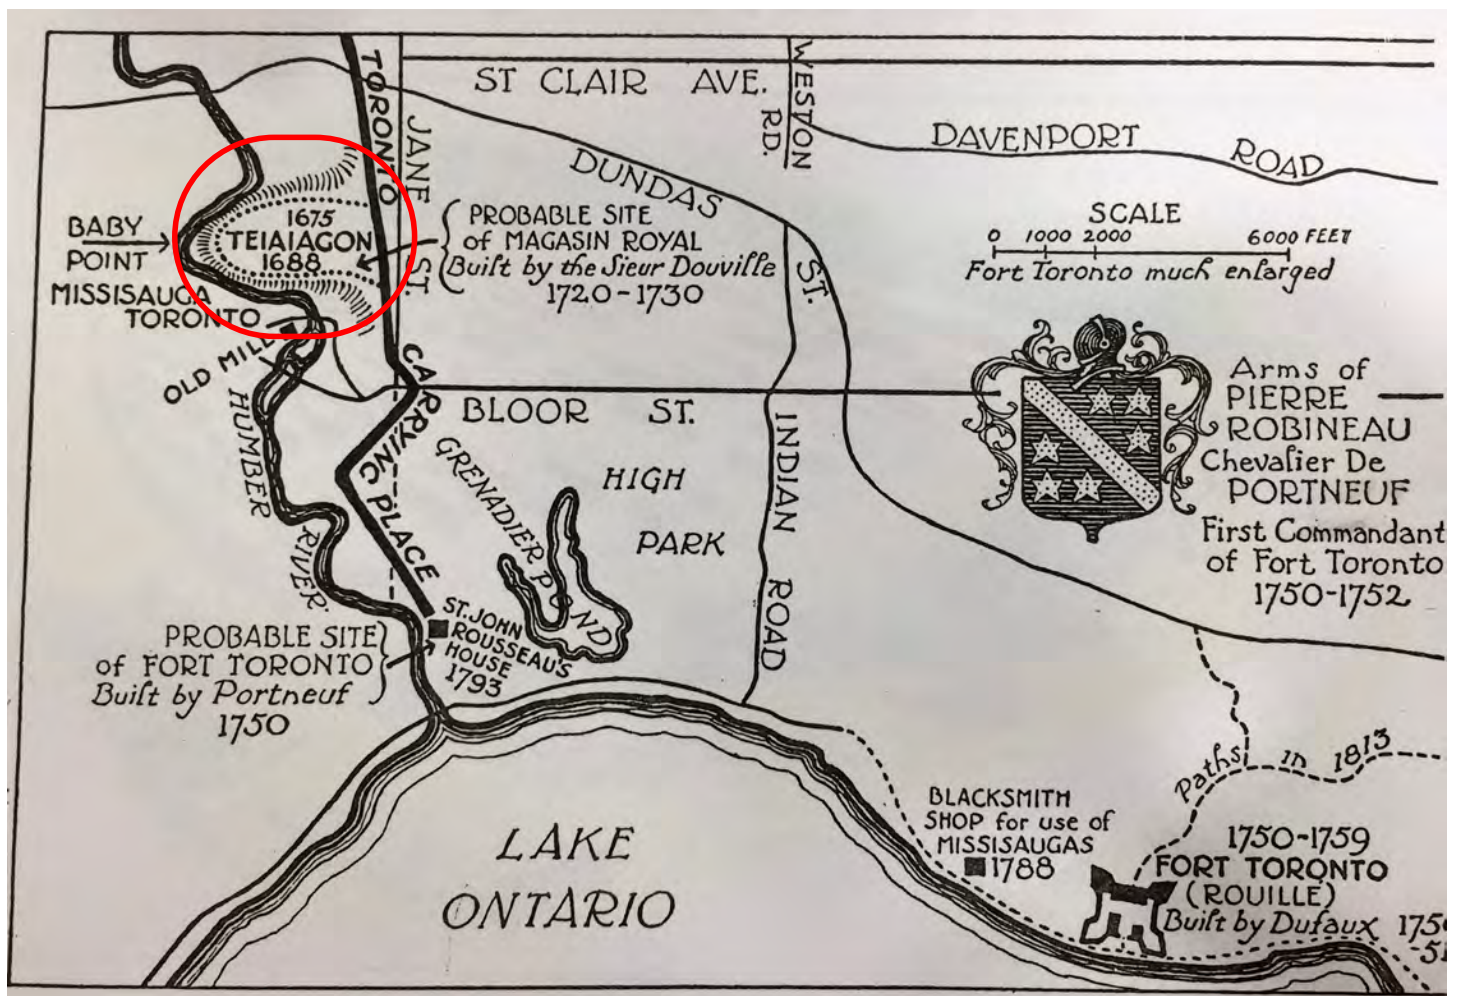 ST CLAIR AVE.
WESTON
RD.
DAVENPORT ROAD
TORONTO
CARRYING PLACE
JANE ST.
DUNDAS ST.
BABY
POINT
1675
TEIAIAGON
1688
PROBABLE SITE
of MAGASIN ROYAL
Built by the Sieur Douville
1720-1730
SCALE
0 1000 2000 6000 FEET
Fort Toronto much enlarged
MISSISAUGA
TORONTO
OLD MILL
HUMBER
RIVER.
BLOOR ST.
GRENADIER POND
HIGH
PARK
INDIAN ROAD
Arms of
PIERRE
ROBINEAU
Chevalier De
PORTNEUF
First Commandant
of Fort Toronto
1750-1752
PROBABLE SITE
of FORT TORONTO
Built by Portneuf
1750
ST. JOHN
ROUSSEAU'S
HOUSE
1793
LAKE
ONTARIO
Paths in 1813
BLACKSMITH
SHOP for use of
MISSISAUGAS
1788
1750-1759
FORT TORONTO
(ROUILLE)
Built by Dufaux